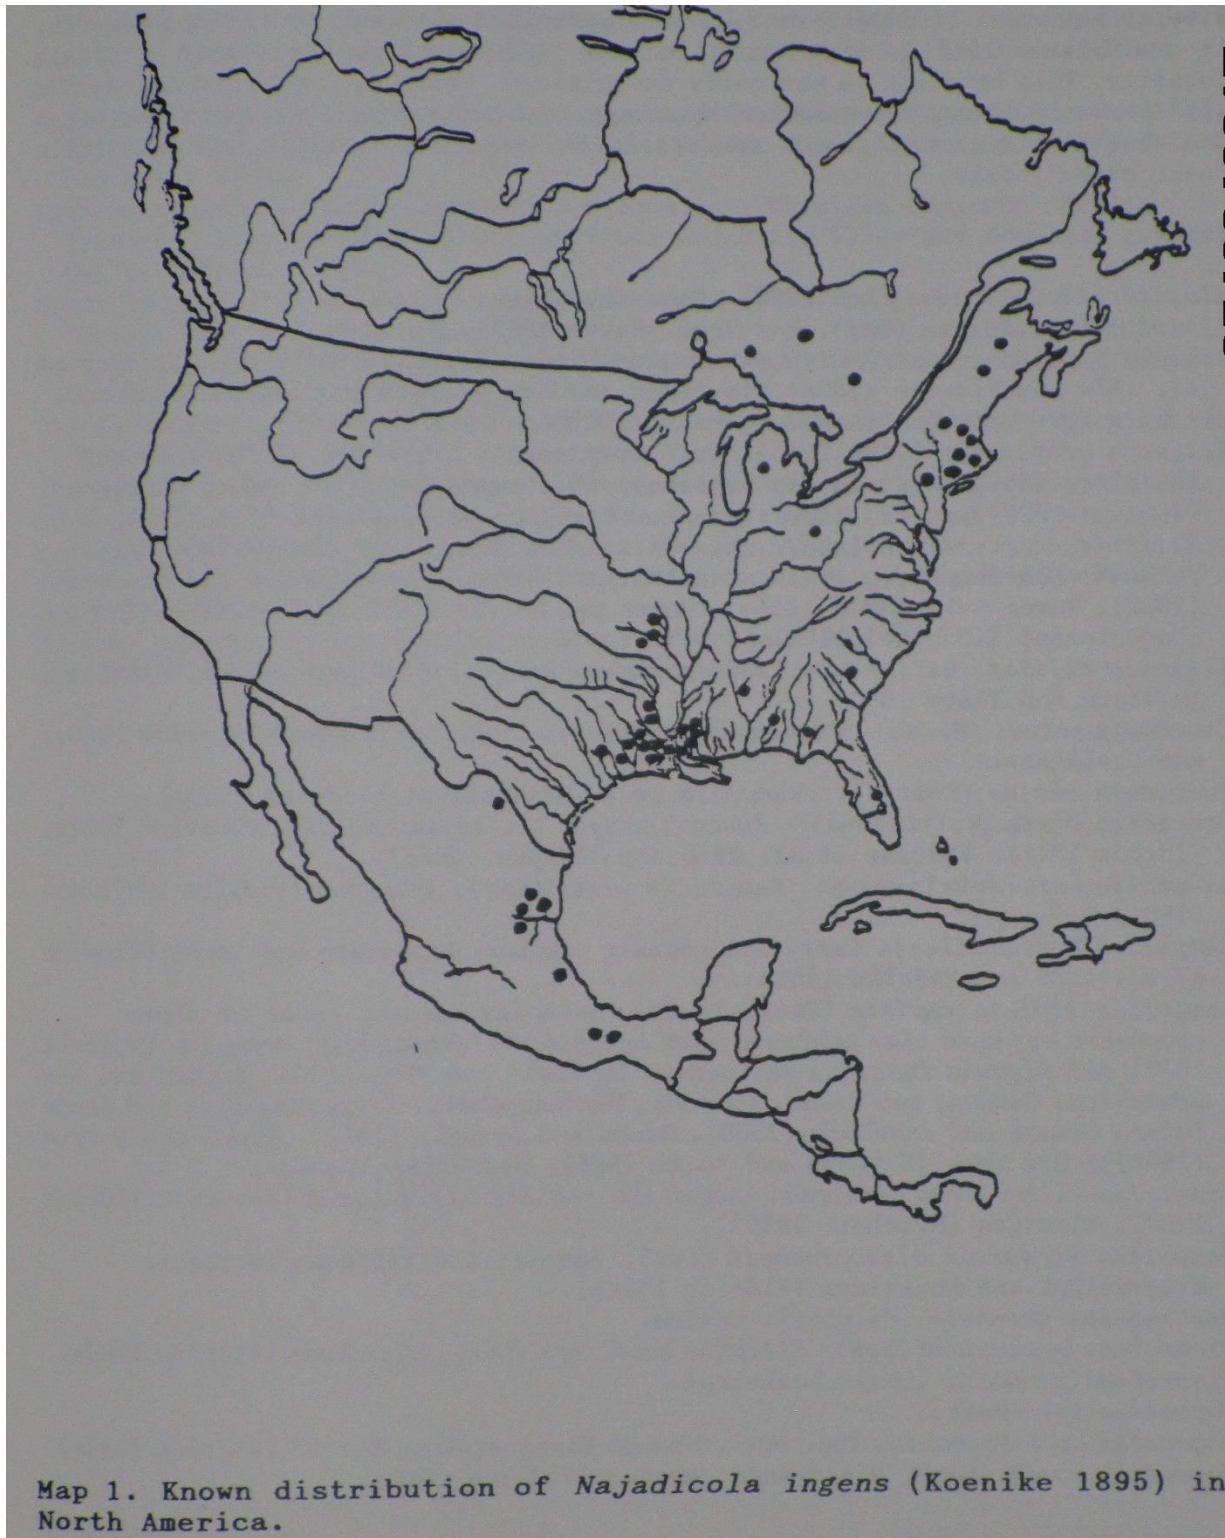 Map 1. Known distribution of Najadicola ingens (Koenike 1895) in
North America.